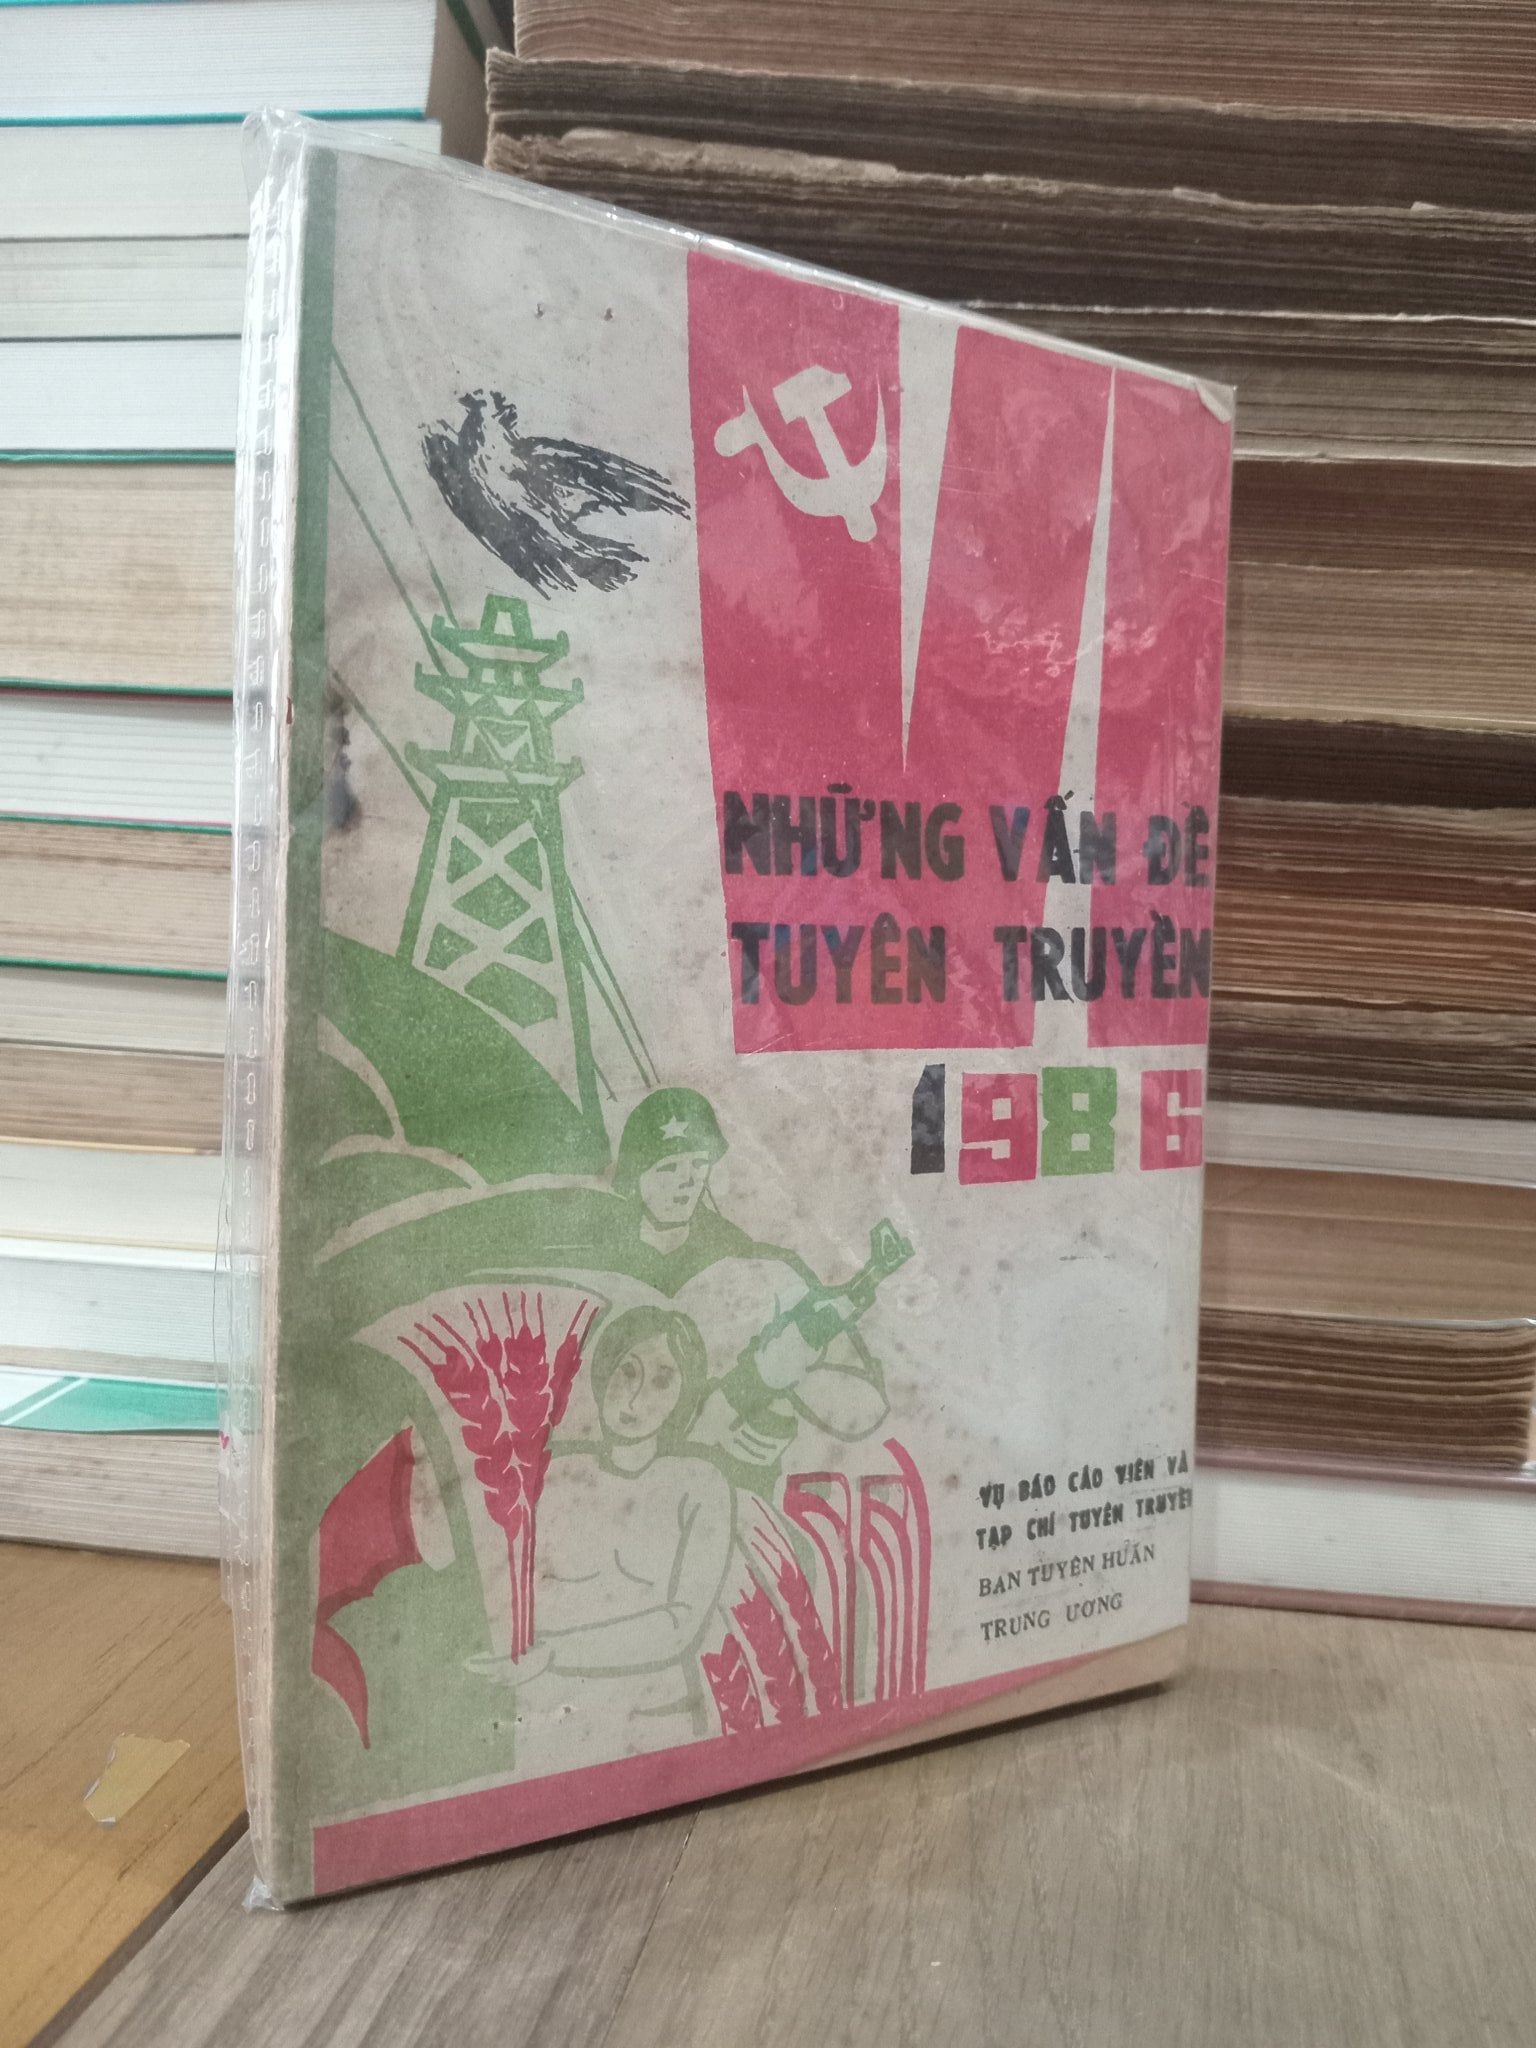 NHỮNG VẤN ĐỀ
TUYÊN TRUYỀN
1986
VỤ BÁO CÁO VIÊN VÀ
TẠP CHÍ TUYÊN TRUYỀN
BAN TUYÊN HUẤN
TRUNG ƯƠNG